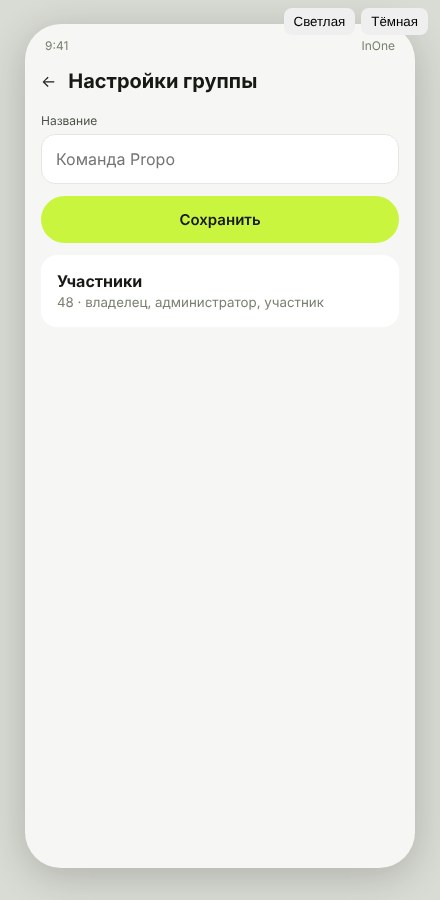 Светлая Тёмная
9:41 InOne
← Настройки группы
Название
Команда Propo
Сохранить
Участники
48 · владелец, администратор, участник